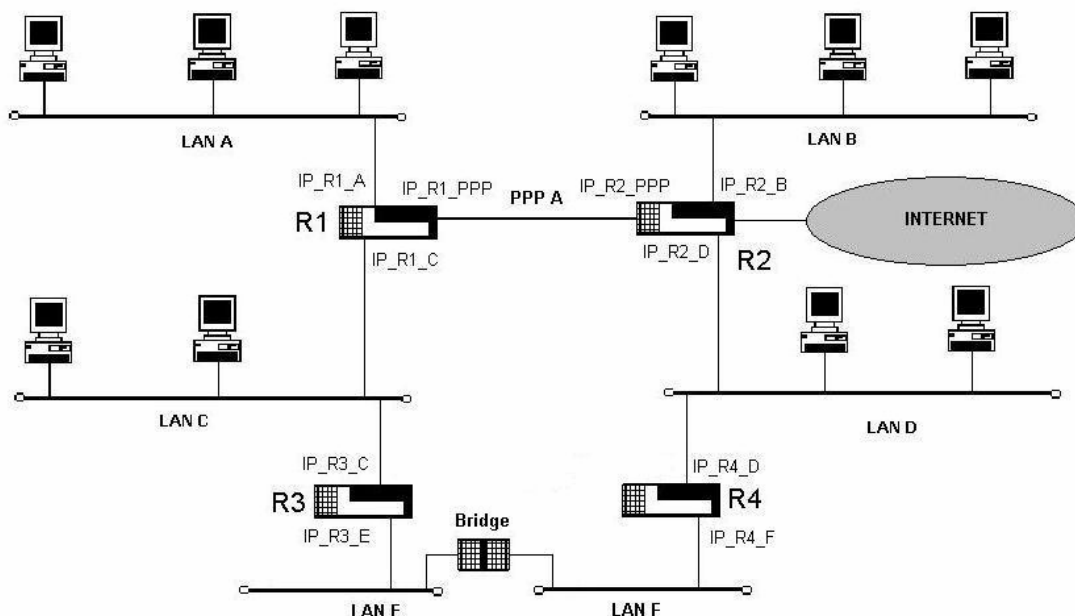 LAN A
LAN B
IP_R1_A
IP_R1_PPP
PPP A
IP_R2_PPP
IP_R2_B
R1
INTERNET
IP_R1_C
IP_R2_D
R2
LAN C
LAN D
IP_R3_C
IP_R4_D
R3
R4
Bridge
IP_R3_E
IP_R4_F
LAN E
LAN F